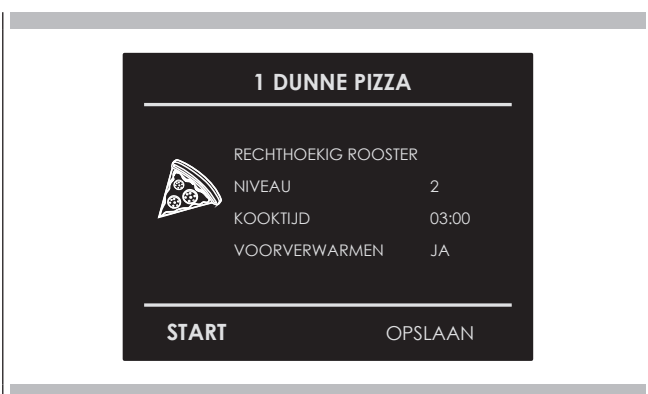 1 DUNNE PIZZA
RECHTHOEKIG ROOSTER
NIVEAU 2
KOOKTIJD 03:00
VOORVERWARMEN JA
START OPSLAAN